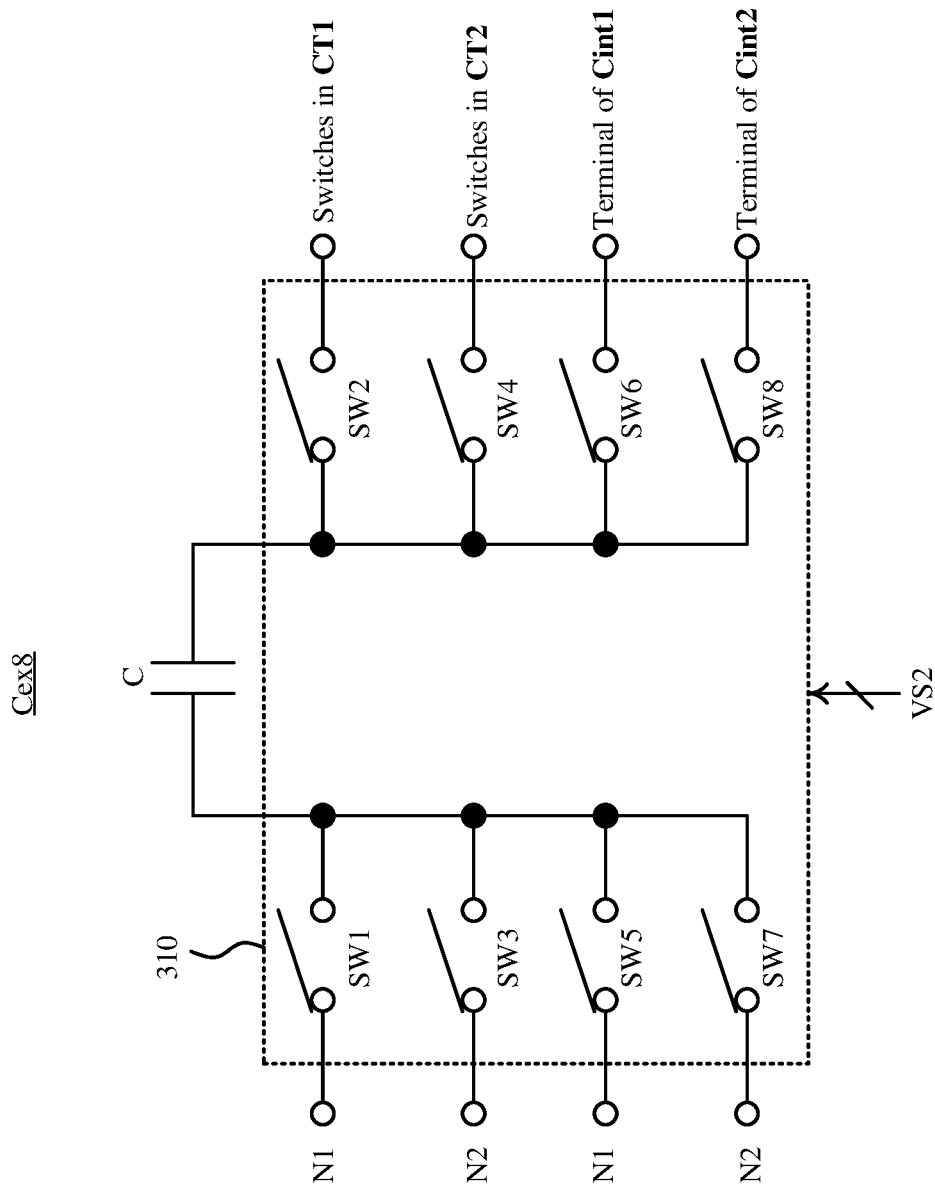 Cex8
C
310
N1
SW1
SW2
Switches in CT1
N2
SW3
SW4
Switches in CT2
N1
SW5
SW6
Terminal of Cint1
N2
SW7
SW8
Terminal of Cint2
VS2